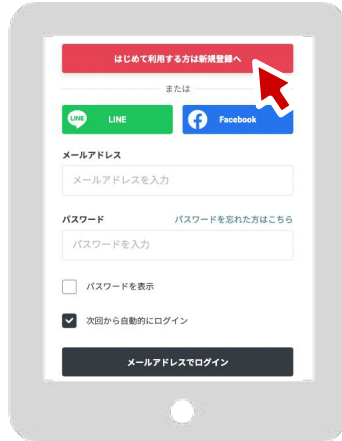 はじめて利用する方は新規登録へ
または
LINE LINE
Facebook
メールアドレス
メールアドレスを入力
パスワード パスワードを忘れた方はこちら
パスワードを入力
パスワードを表示
次回から自動的にログイン
メールアドレスでログイン